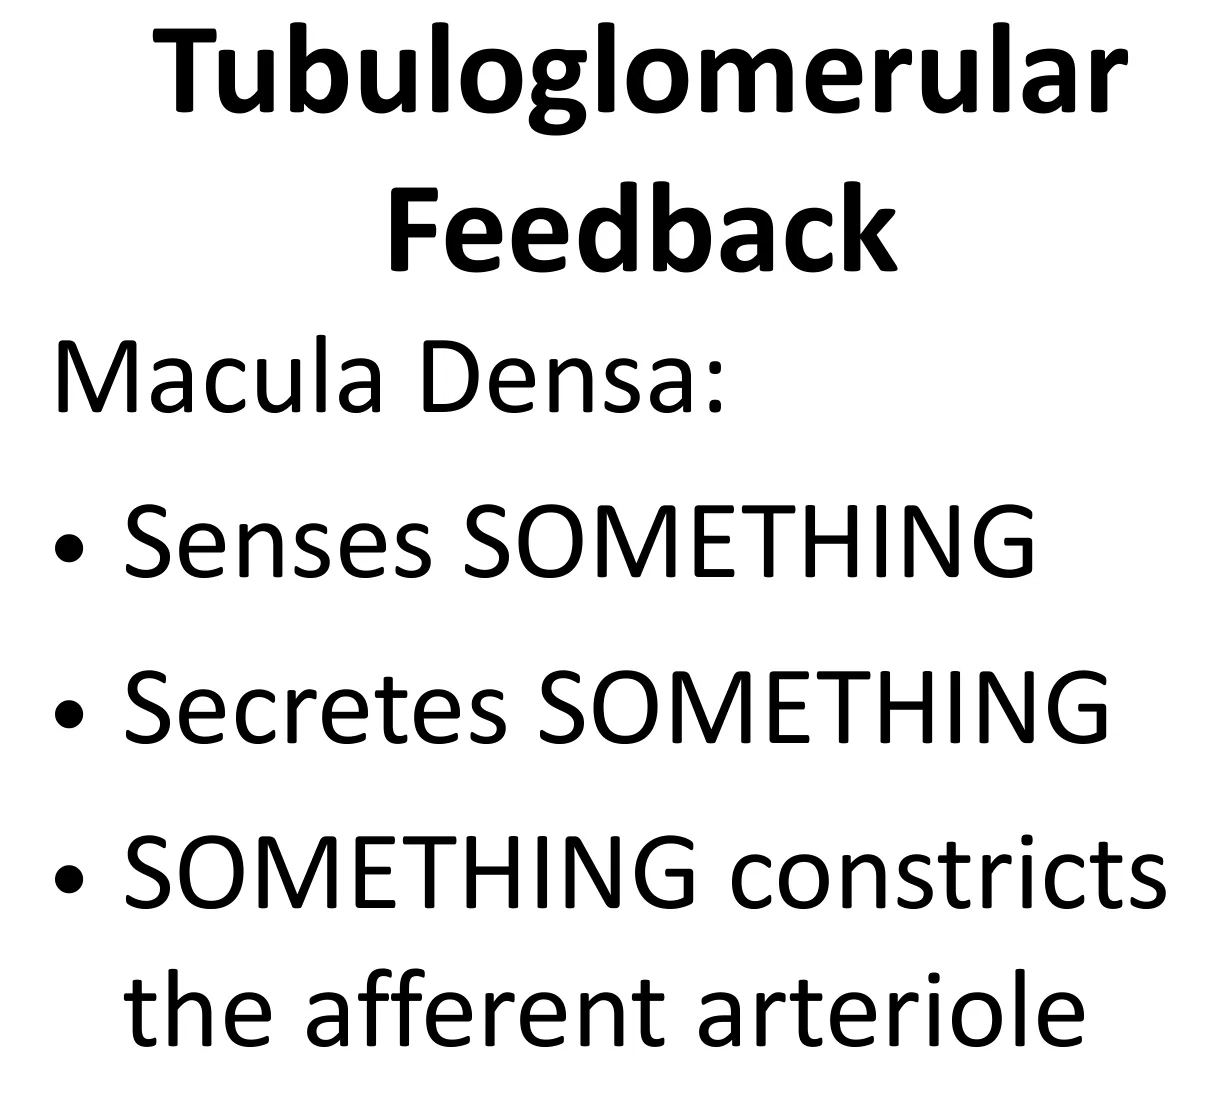 Tubuloglomerular
Feedback
Macula Densa:
• Senses SOMETHING
• Secretes SOMETHING
• SOMETHING constricts
the afferent arteriole